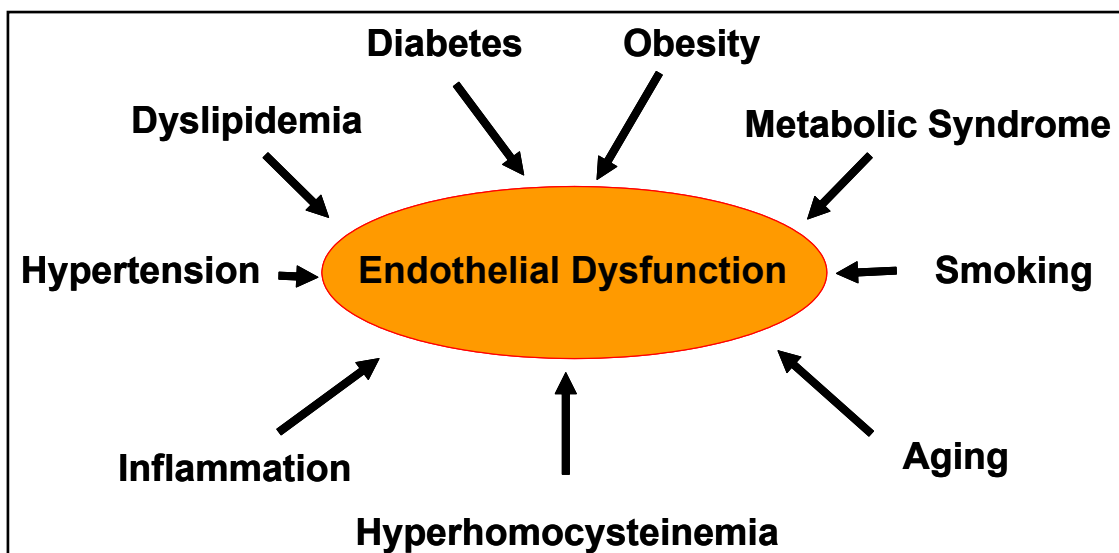 Diabetes
Obesity
Dyslipidemia
Metabolic Syndrome
Hypertension
Endothelial Dysfunction
Smoking
Inflammation
Aging
Hyperhomocysteinemia